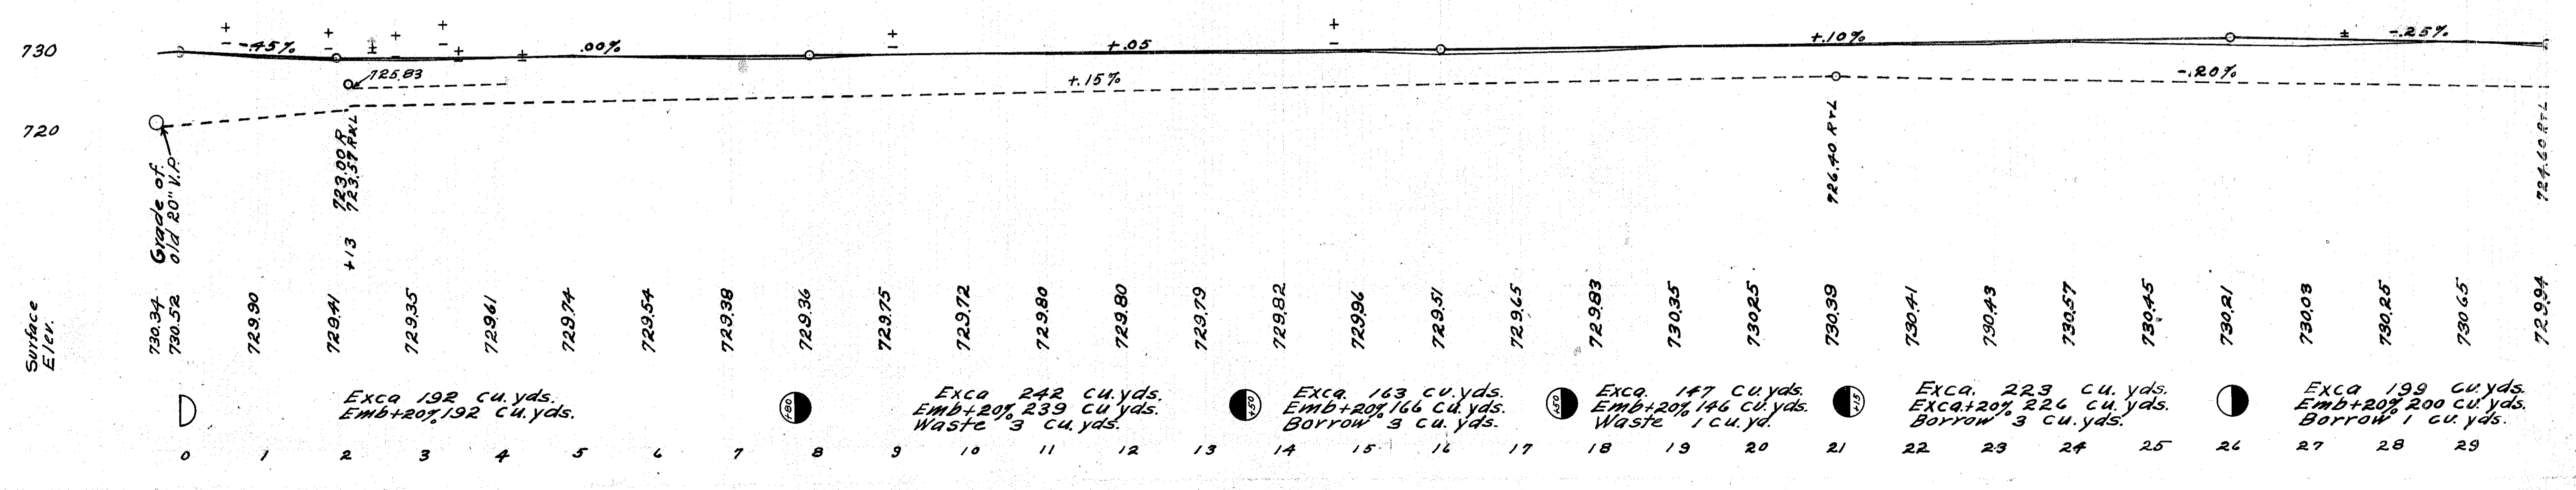 730
-.45%
.00%
+.05
+.10%
-.25%
725.83
+.15%
-.20%
720
Grade of
old 20" V.P.
723.00 R
723.57 R&L
+13
726.40 R&L
724.60 R&L
Surface
Elev.
730.34
730.52
729.90
729.41
729.35
729.61
729.74
729.54
729.38
729.36
729.75
729.72
729.80
729.80
729.79
729.82
729.96
729.51
729.65
729.83
730.35
730.25
730.39
730.41
730.43
730.57
730.45
730.21
730.03
730.25
730.65
729.94
Exca 192 cu. yds.
Emb+20% 192 cu. yds.
+80
Exca 242 cu. yds.
Emb+20% 239 cu yds.
Waste 3 cu. yds.
+50
Exca. 163 cu. yds.
Emb+20% 166 cu. yds.
Borrow 3 cu. yds.
+50
Exca. 147 cu. yds.
Emb+20% 146 cu. yds.
Waste 1 cu. yd.
+15
Exca. 223 cu. yds.
Exca.+20% 226 cu. yds.
Borrow 3 cu. yds.
Exca 199 cu. yds.
Emb+20% 200 cu. yds.
Borrow 1 cu. yds.
0 1 2 3 4 5 6 7 8 9 10 11 12 13 14 15 16 17 18 19 20 21 22 23 24 25 26 27 28 29